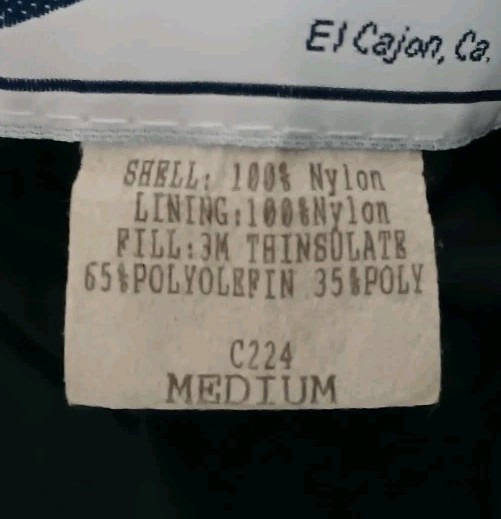 El Cajon, Ca.
SHELL: 100% Nylon
LINING:100%Nylon
FILL:3M THINSULATE
65%POLYOLEFIN 35%POLY
C224
MEDIUM